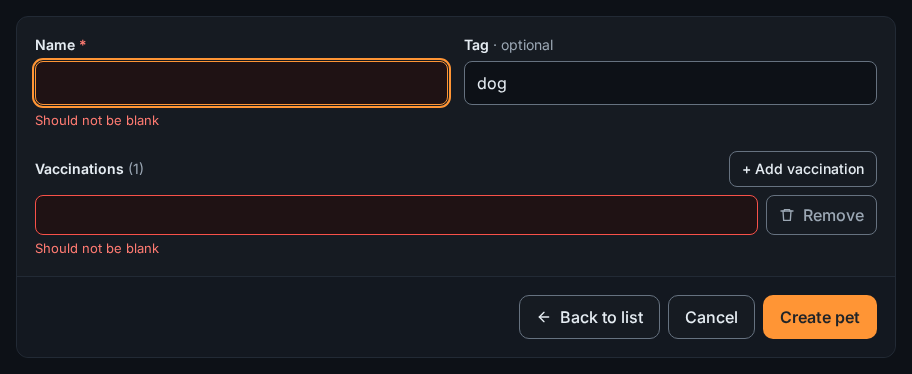 Name *
Tag · optional
dog
Should not be blank
Vaccinations (1)
+ Add vaccination
Remove
Should not be blank
Back to list
Cancel
Create pet